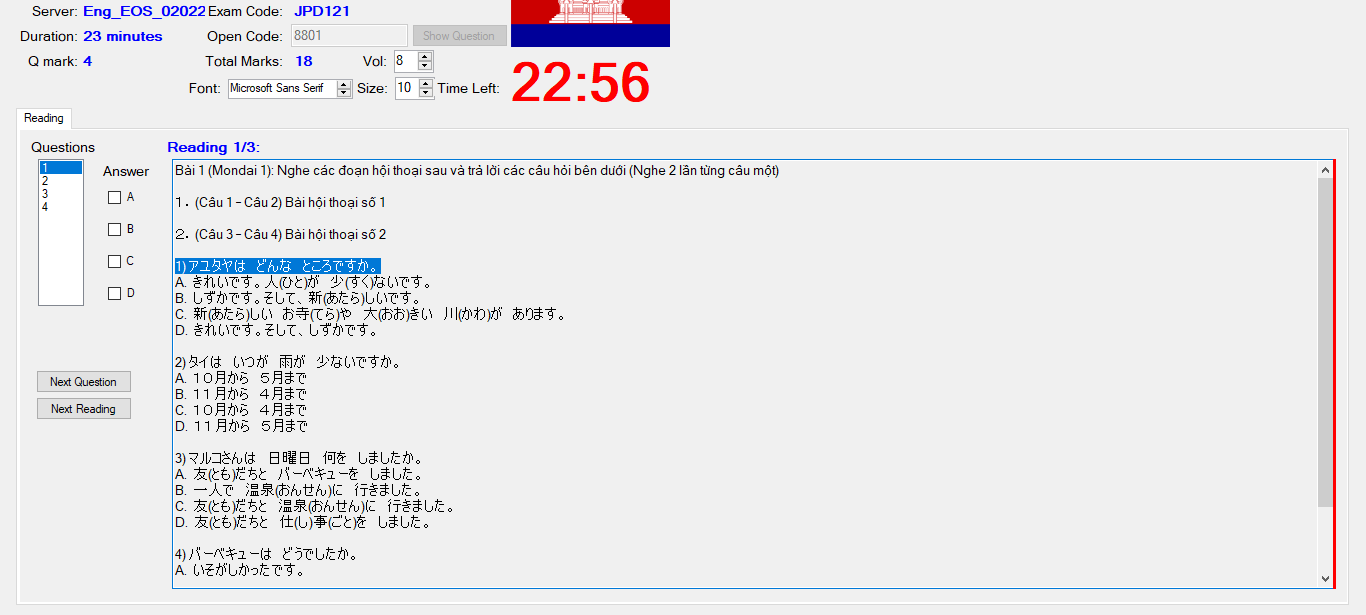 Server: Eng_EOS_02022 Exam Code: JPD121
Duration: 23 minutes Open Code: 8801 Show Question
Q mark: 4 Total Marks: 18 Vol: 8
Font: Microsoft Sans Serif Size: 10 Time Left: 22:56
Reading
Questions
Reading 1/3:
1
2
3
4
Answer
A
B
C
D
Next Question
Next Reading
Bài 1 (Mondai 1): Nghe các đoạn hội thoại sau và trả lời các câu hỏi bên dưới (Nghe 2 lần từng câu một)
１．(Câu 1 - Câu 2) Bài hội thoại số 1
２．(Câu 3 - Câu 4) Bài hội thoại số 2
1) アユタヤは　どんな　ところですか。
A. きれいです。人(ひと)が　少(すく)ないです。
B. しずかです。そして、新(あたら)しいです。
C. 新(あたら)しい　お寺(てら)や　大(おお)きい　川(かわ)が　あります。
D. きれいです。そして、しずかです。
2) タイは　いつが　雨が　少ないですか。
A. １０月から　５月まで
B. １１月から　４月まで
C. １０月から　４月まで
D. １１月から　５月まで
3) マルコさんは　日曜日　何を　しましたか。
A. 友(とも)だちと　バーベキューを　しました。
B. 一人で　温泉(おんせん)に　行きました。
C. 友(とも)だちと　温泉(おんせん)に　行きました。
D. 友(とも)だちと　仕(し)事(ごと)を　しました。
4) バーベキューは　どうでしたか。
A. いそがしかったです。